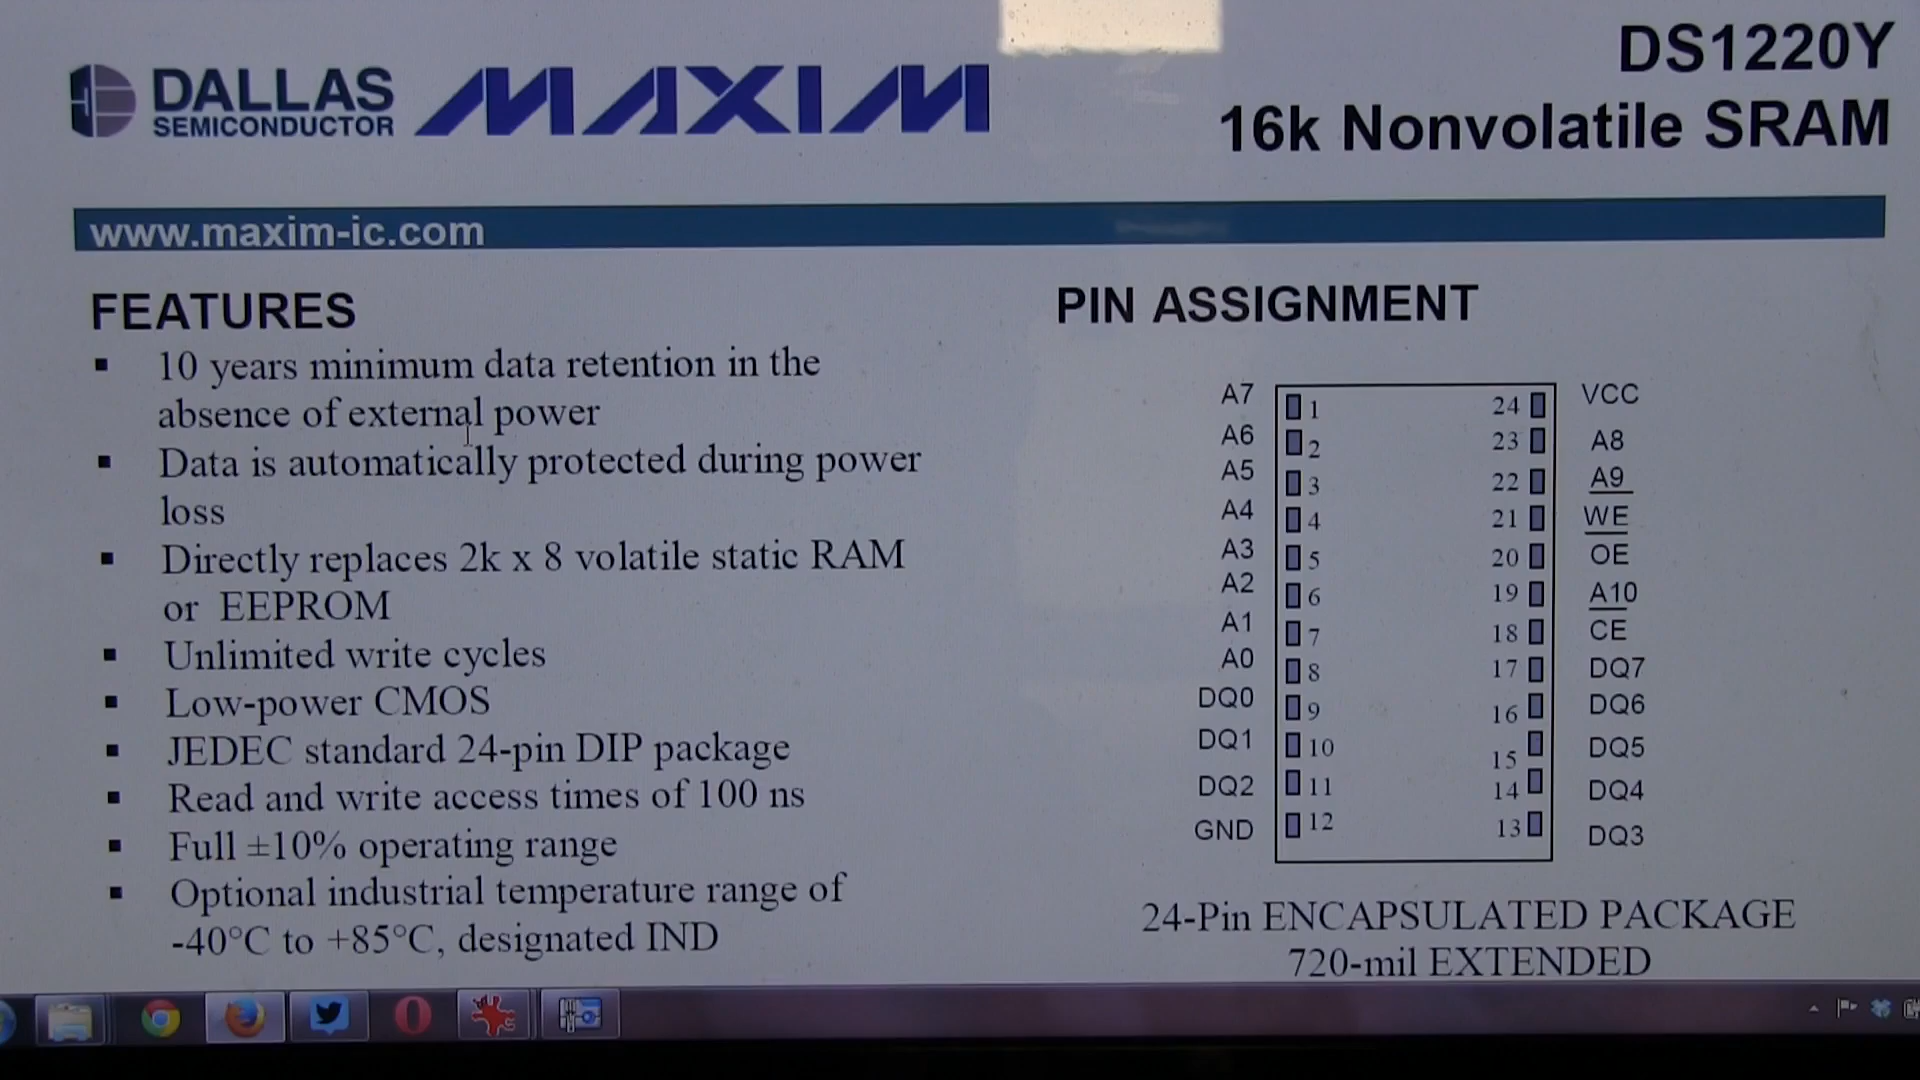 DALLAS
SEMICONDUCTOR
MAXIM
DS1220Y
16k Nonvolatile SRAM
www.maxim-ic.com
FEATURES
▪ 10 years minimum data retention in the
absence of external power
▪ Data is automatically protected during power
loss
▪ Directly replaces 2k x 8 volatile static RAM
or EEPROM
▪ Unlimited write cycles
▪ Low-power CMOS
▪ JEDEC standard 24-pin DIP package
▪ Read and write access times of 100 ns
▪ Full ±10% operating range
▪ Optional industrial temperature range of
-40°C to +85°C, designated IND
PIN ASSIGNMENT
A7 1 24 VCC
A6 2 23 A8
A5 3 22 A9
A4 4 21 WE
A3 5 20 OE
A2 6 19 A10
A1 7 18 CE
A0 8 17 DQ7
DQ0 9 16 DQ6
DQ1 10 15 DQ5
DQ2 11 14 DQ4
GND 12 13 DQ3
24-Pin ENCAPSULATED PACKAGE
720-mil EXTENDED